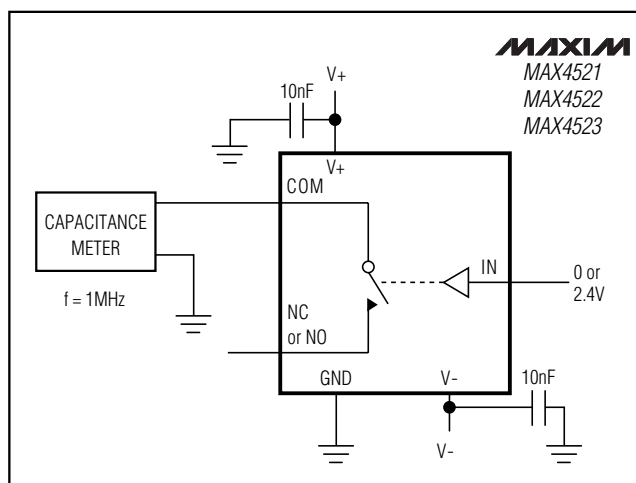 MAXIM
MAX4521
MAX4522
MAX4523
V+
10nF
V+
COM
CAPACITANCE
METER
f = 1MHz
IN
0 or
2.4V
NC
or NO
GND
V-
10nF
V-